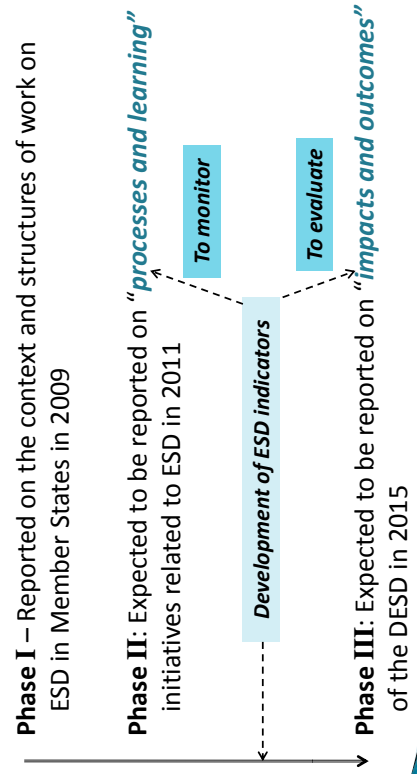 Phase I – Reported on the context and structures of work on
ESD in Member States in 2009
Phase II: Expected to be reported on “processes and learning”
initiatives related to ESD in 2011
To monitor
Development of ESD indicators
To evaluate
Phase III: Expected to be reported on “impacts and outcomes”
of the DESD in 2015